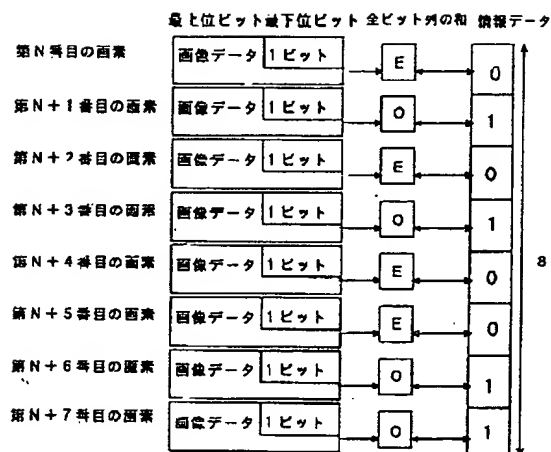 最上位ビット最下位ビット 全ビット列の和 情報データ
第N番目の画素 画像データ 1ビット E 0
第N+1番目の画素 画像データ 1ビット O 1
第N+2番目の画素 画像データ 1ビット E 0
第N+3番目の画素 画像データ 1ビット O 1
第N+4番目の画素 画像データ 1ビット E 0
8
第N+5番目の画素 画像データ 1ビット E 0
第N+6番目の画素 画像データ 1ビット O 1
第N+7番目の画素 画像データ 1ビット O 1